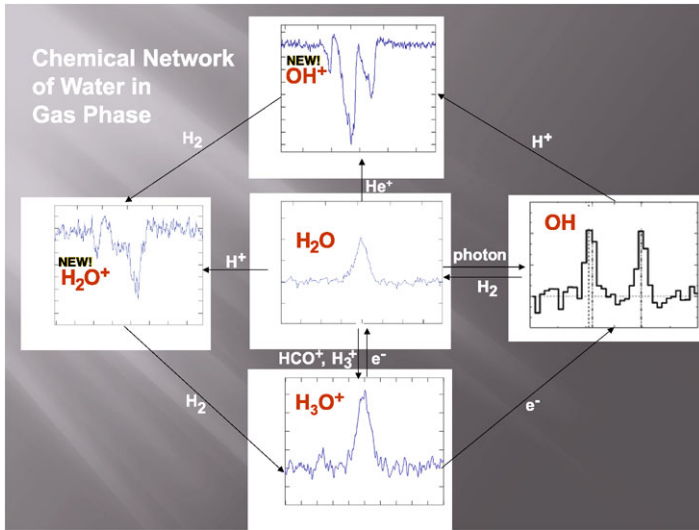 Chemical Network
of Water in
Gas Phase
NEW!
OH⁺
H₂
H⁺
He⁺
NEW!
H₂O⁺
H⁺
H₂O
photon
H₂
OH
HCO⁺, H₃⁺
e⁻
H₂
H₃O⁺
e⁻